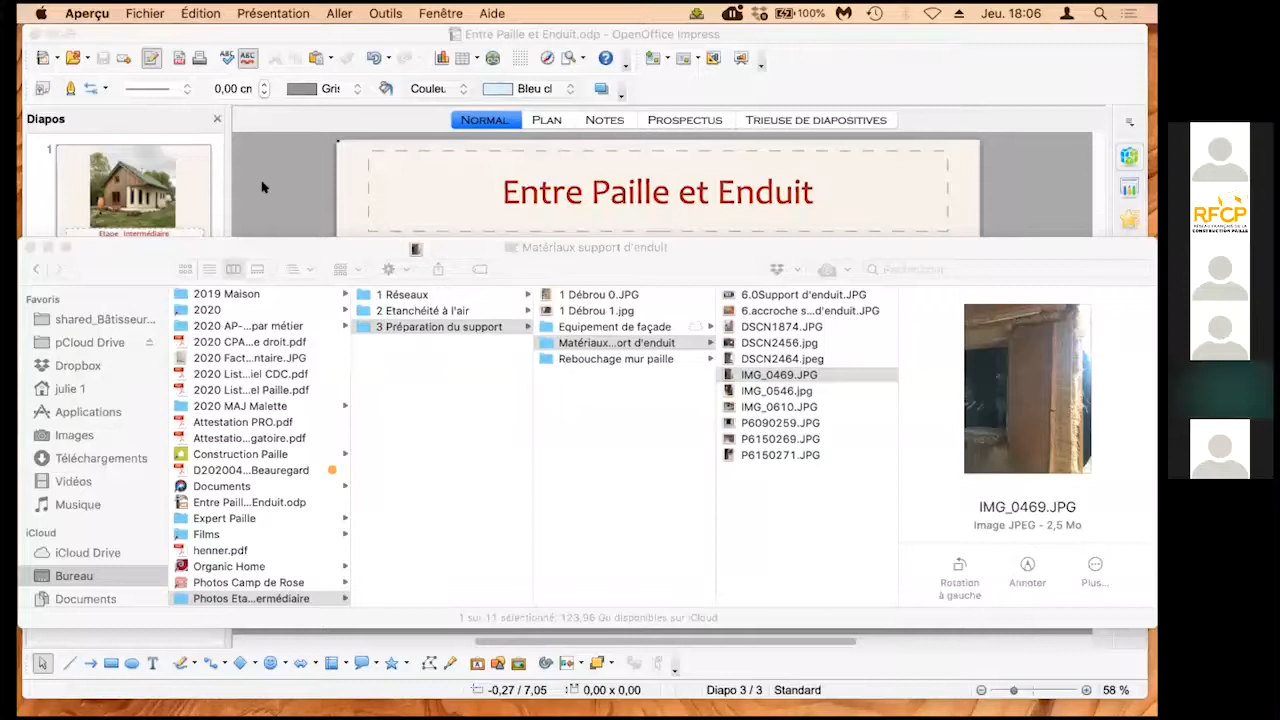 Aperçu Fichier Édition Présentation Aller Outils Fenêtre Aide 100% Jeu. 18:06
Entre Paille et Enduit.odp - OpenOffice Impress
0,00 cm Gris Couleu Bleu cl
Diapos
NORMAL PLAN NOTES PROSPECTUS TRIEUSE DE DIAPOSITIVES
1
Entre Paille et Enduit
Etape Intermédiaire
Matériaux support d'enduit
Rechercher
Favoris
shared_Bâtisseur...
pCloud Drive
Dropbox
julie 1
Applications
Images
Téléchargements
Vidéos
Musique
iCloud
iCloud Drive
Bureau
Documents
2019 Maison
2020
2020 AP-...par métier
2020 CPA...e droit.pdf
2020 Fact...ntaire.JPG
2020 List...iel CDC.pdf
2020 List...el Paille.pdf
2020 MAJ Malette
Attestation PRO.pdf
Attestatio...gatoire.pdf
Construction Paille
D202004...Beauregard
Documents
Entre Paill...Enduit.odp
Expert Paille
Films
henner.pdf
Organic Home
Photos Camp de Rose
Photos Eta...ermédiaire
1 Réseaux
2 Etanchéité à l'air
3 Préparation du support
1 Débrou 0.JPG
1 Débrou 1.jpg
Equipement de façade
Matériaux...ort d'enduit
Rebouchage mur paille
6.0Support d'enduit.JPG
6.accroche s...d'enduit.JPG
DSCN1874.JPG
DSCN2456.jpg
DSCN2464.jpeg
IMG_0469.JPG
IMG_0546.jpg
IMG_0610.JPG
P6090259.JPG
P6150269.JPG
P6150271.JPG
IMG_0469.JPG
Image JPEG - 2,5 Mo
Rotation à gauche
Annoter
Plus...
1 sur 11 sélectionné, 123,96 Go disponibles sur iCloud
-0,27 / 7,05 0,00 x 0,00 Diapo 3 / 3 Standard 58 %
RFCP
RÉSEAU FRANÇAIS DE LA
CONSTRUCTION PAILLE